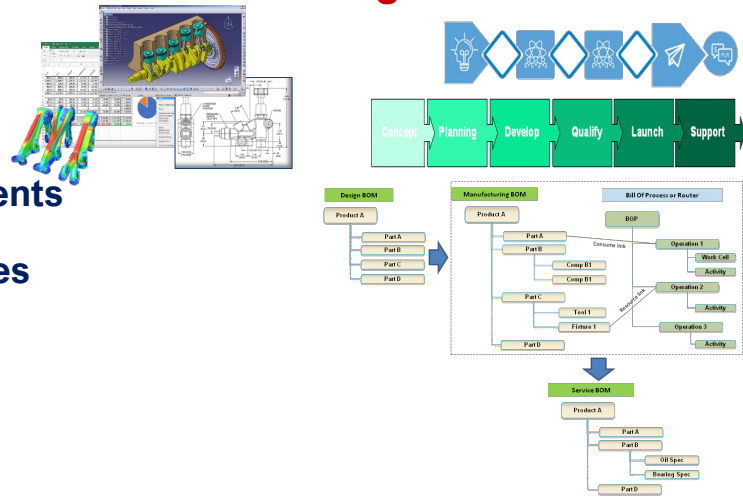 g
ents
es
Concept
Planning
Develop
Qualify
Launch
Support
Design BOM
Product A
Part A
Part B
Part C
Part D
Manufacturing BOM
Product A
Part A
Part B
Comp B1
Comp B1
Part C
Tool 1
Fixture 1
Part D
Consume link
Resource link
Bill Of Process or Router
BOP
Operation 1
Work Cell
Activity
Operation 2
Activity
Operation 3
Activity
Service BOM
Product A
Part A
Part B
Oil Spec
Bearing Spec
Part D